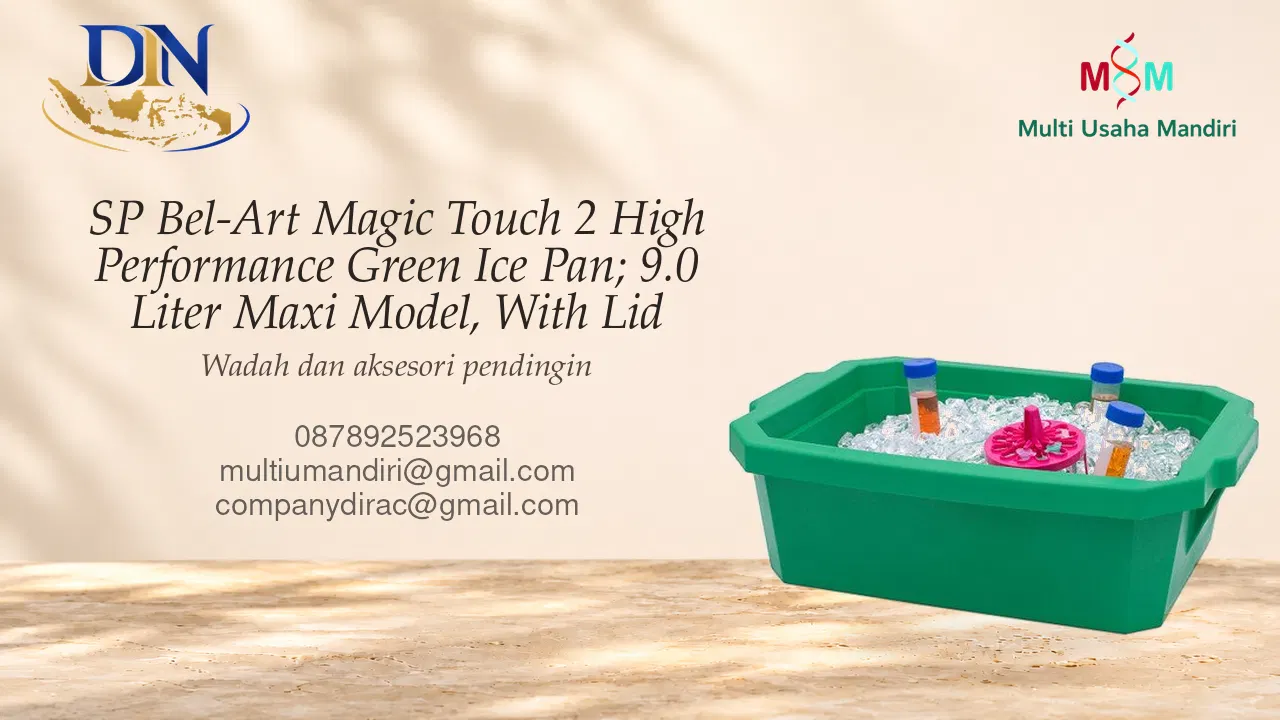 DIN
M M
Multi Usaha Mandiri
SP Bel-Art Magic Touch 2 High
Performance Green Ice Pan; 9.0
Liter Maxi Model, With Lid
Wadah dan aksesori pendingin
087892523968
multiumandiri@gmail.com
companydirac@gmail.com